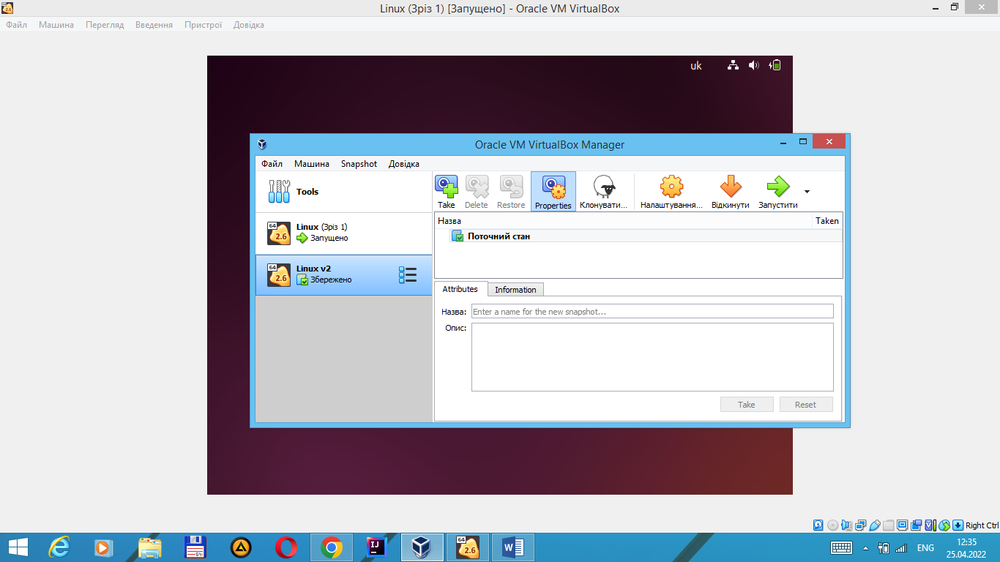 Linux (Зріз 1) [Запущено] - Oracle VM VirtualBox
Файл Машина Перегляд Введення Пристрої Довідка
uk
Oracle VM VirtualBox Manager
Файл Машина Snapshot Довідка
Tools
Take Delete Restore Properties Клонувати... Налаштування... Відкинути Запустити
Назва Taken
Поточний стан
64
2.6
Linux (Зріз 1)
Запущено
64
2.6
Linux v2
Збережено
Attributes Information
Назва: Enter a name for the new snapshot...
Опис:
Take Reset
Right Ctrl
64
2.6
ENG
12:35
25.04.2022